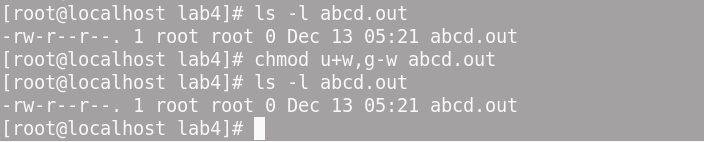 [root@localhost lab4]# ls -l abcd.out
-rw-r--r--. 1 root root 0 Dec 13 05:21 abcd.out
[root@localhost lab4]# chmod u+w,g-w abcd.out
[root@localhost lab4]# ls -l abcd.out
-rw-r--r--. 1 root root 0 Dec 13 05:21 abcd.out
[root@localhost lab4]#